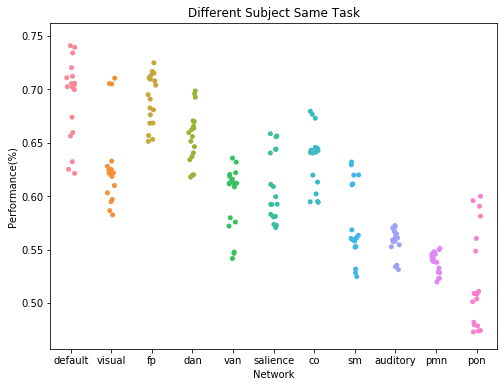 Different Subject Same Task
Performance(%)
0.75
0.70
0.65
0.60
0.55
0.50
default visual fp dan van salience co sm auditory pmn pon
Network